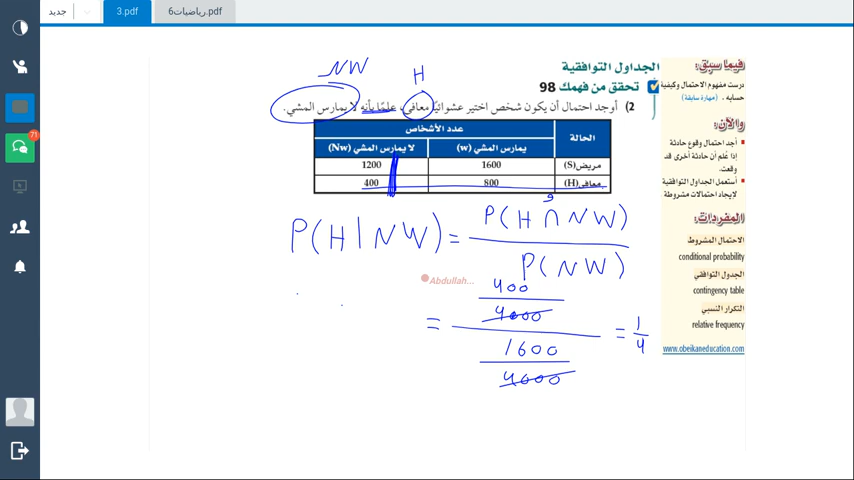 جديد
3.pdf
رياضيات6.pdf
71
الجداول التوافقية
تحقق من فهمك 98
NW
H
2) أوجد احتمال أن يكون شخص اختير عشوائيًا معافى، علمًا بأنه لا يمارس المشي.
الحالة
عدد الأشخاص
يمارس المشي (w)
لا يمارس المشي (Nw)
مريض(S)
1600
1200
معافى(H)
800
400
P(H | NW) = P(H ∩ NW) / P(NW)
و
Abdullah...
= 400/4000 / 1600/4000 = 1/4
فيما سبق:
درست مفهوم الاحتمال وكيفية
حسابه. (مهارة سابقة)
والآن:
أجد احتمال وقوع حادثة
إذا عُلم أن حادثة أخرى قد
وقعت.
أستعمل الجداول التوافقية
لإيجاد احتمالات مشروطة
المفردات:
الاحتمال المشروط
conditional probability
الجدول التوافقي
contingency table
التكرار النسبي
relative frequency
www.obeikaneducation.com